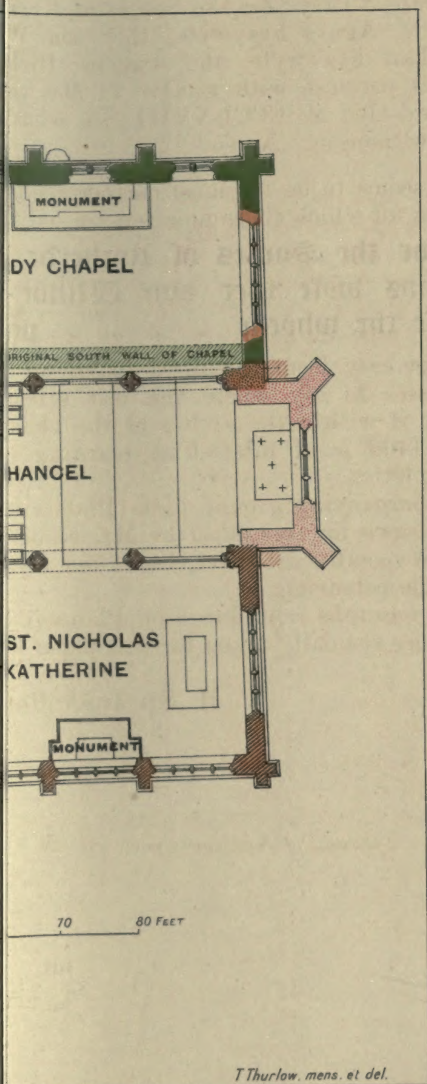 MONUMENT
DY CHAPEL
RIGINAL SOUTH WALL OF CHAPEL
HANCEL
ST. NICHOLAS
KATHERINE
MONUMENT
70 80 FEET
T Thurlow, mens. et del.